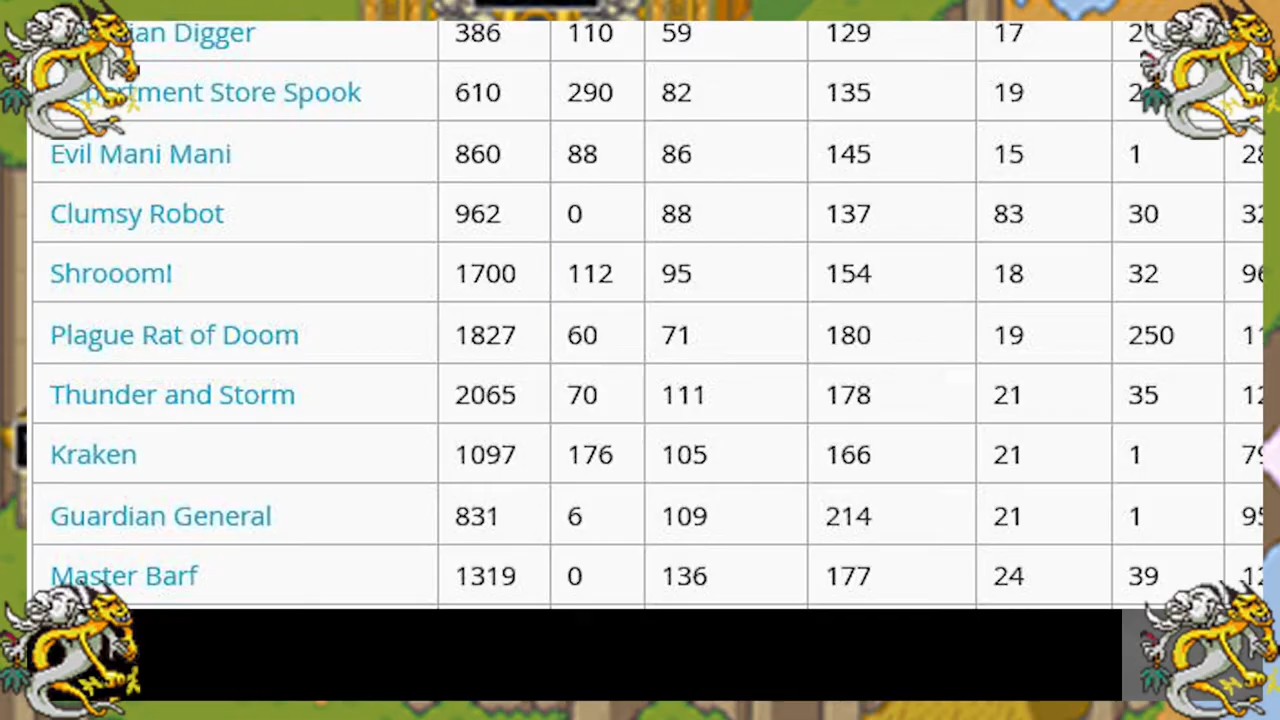 Digger 386 110 59 129 17
Store Spook 610 290 82 135 19
Evil Mani Mani 860 88 86 145 15 1
Clumsy Robot 962 0 88 137 83 30
Shrooom! 1700 112 95 154 18 32
Plague Rat of Doom 1827 60 71 180 19 250
Thunder and Storm 2065 70 111 178 21 35
Kraken 1097 176 105 166 21 1
Guardian General 831 6 109 214 21 1
Master Barf 1319 0 136 177 24 39